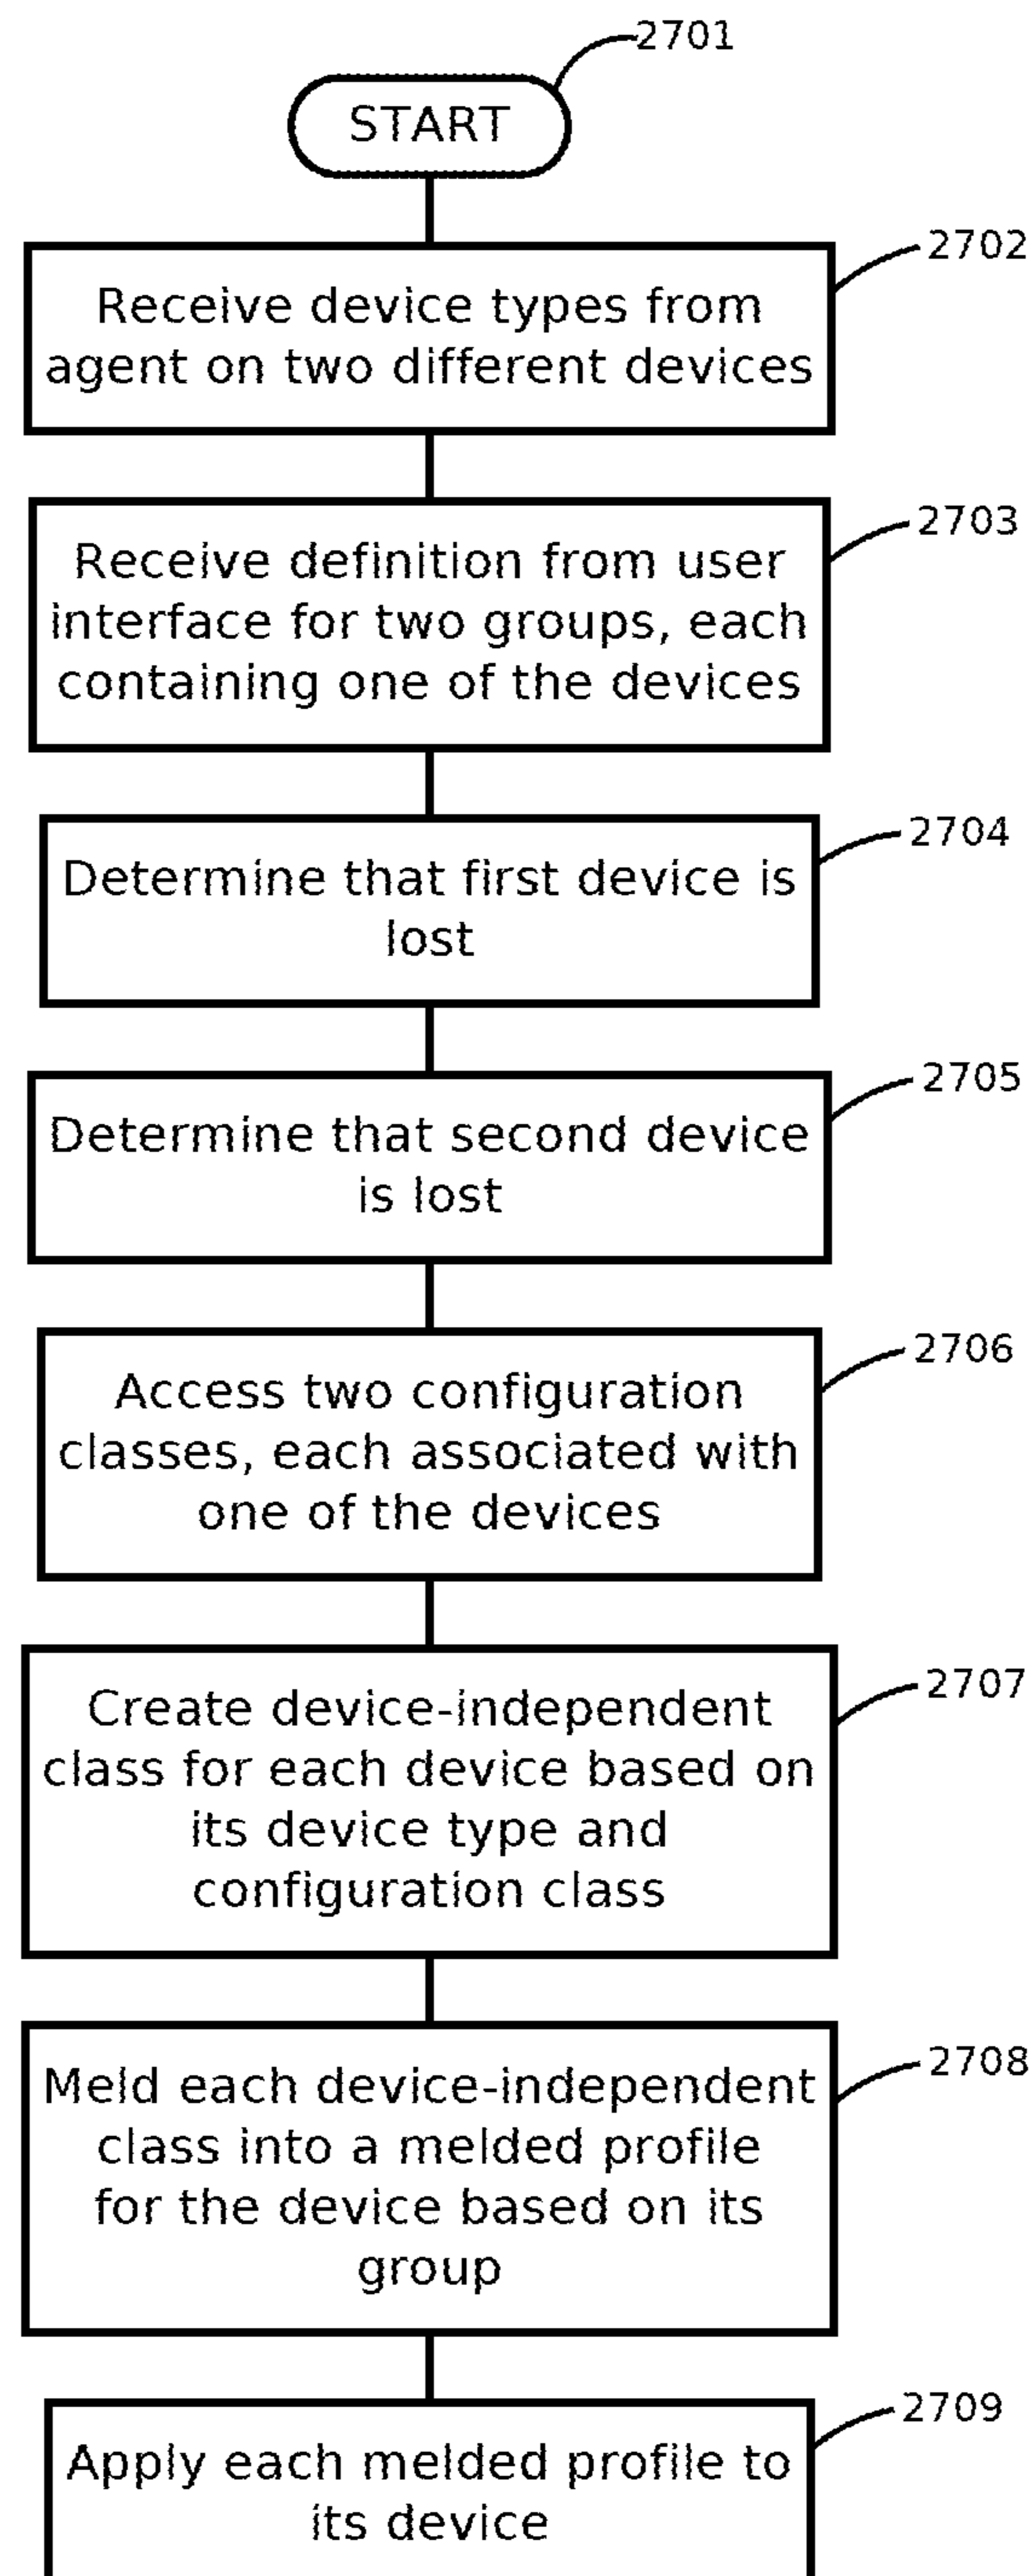 2701
START
2702
Receive device types from
agent on two different devices
2703
Receive definition from user
interface for two groups, each
containing one of the devices
2704
Determine that first device is
lost
2705
Determine that second device
is lost
2706
Access two configuration
classes, each associated with
one of the devices
2707
Create device-independent
class for each device based on
its device type and
configuration class
2708
Meld each device-independent
class into a melded profile
for the device based on its
group
2709
Apply each melded profile to
its device